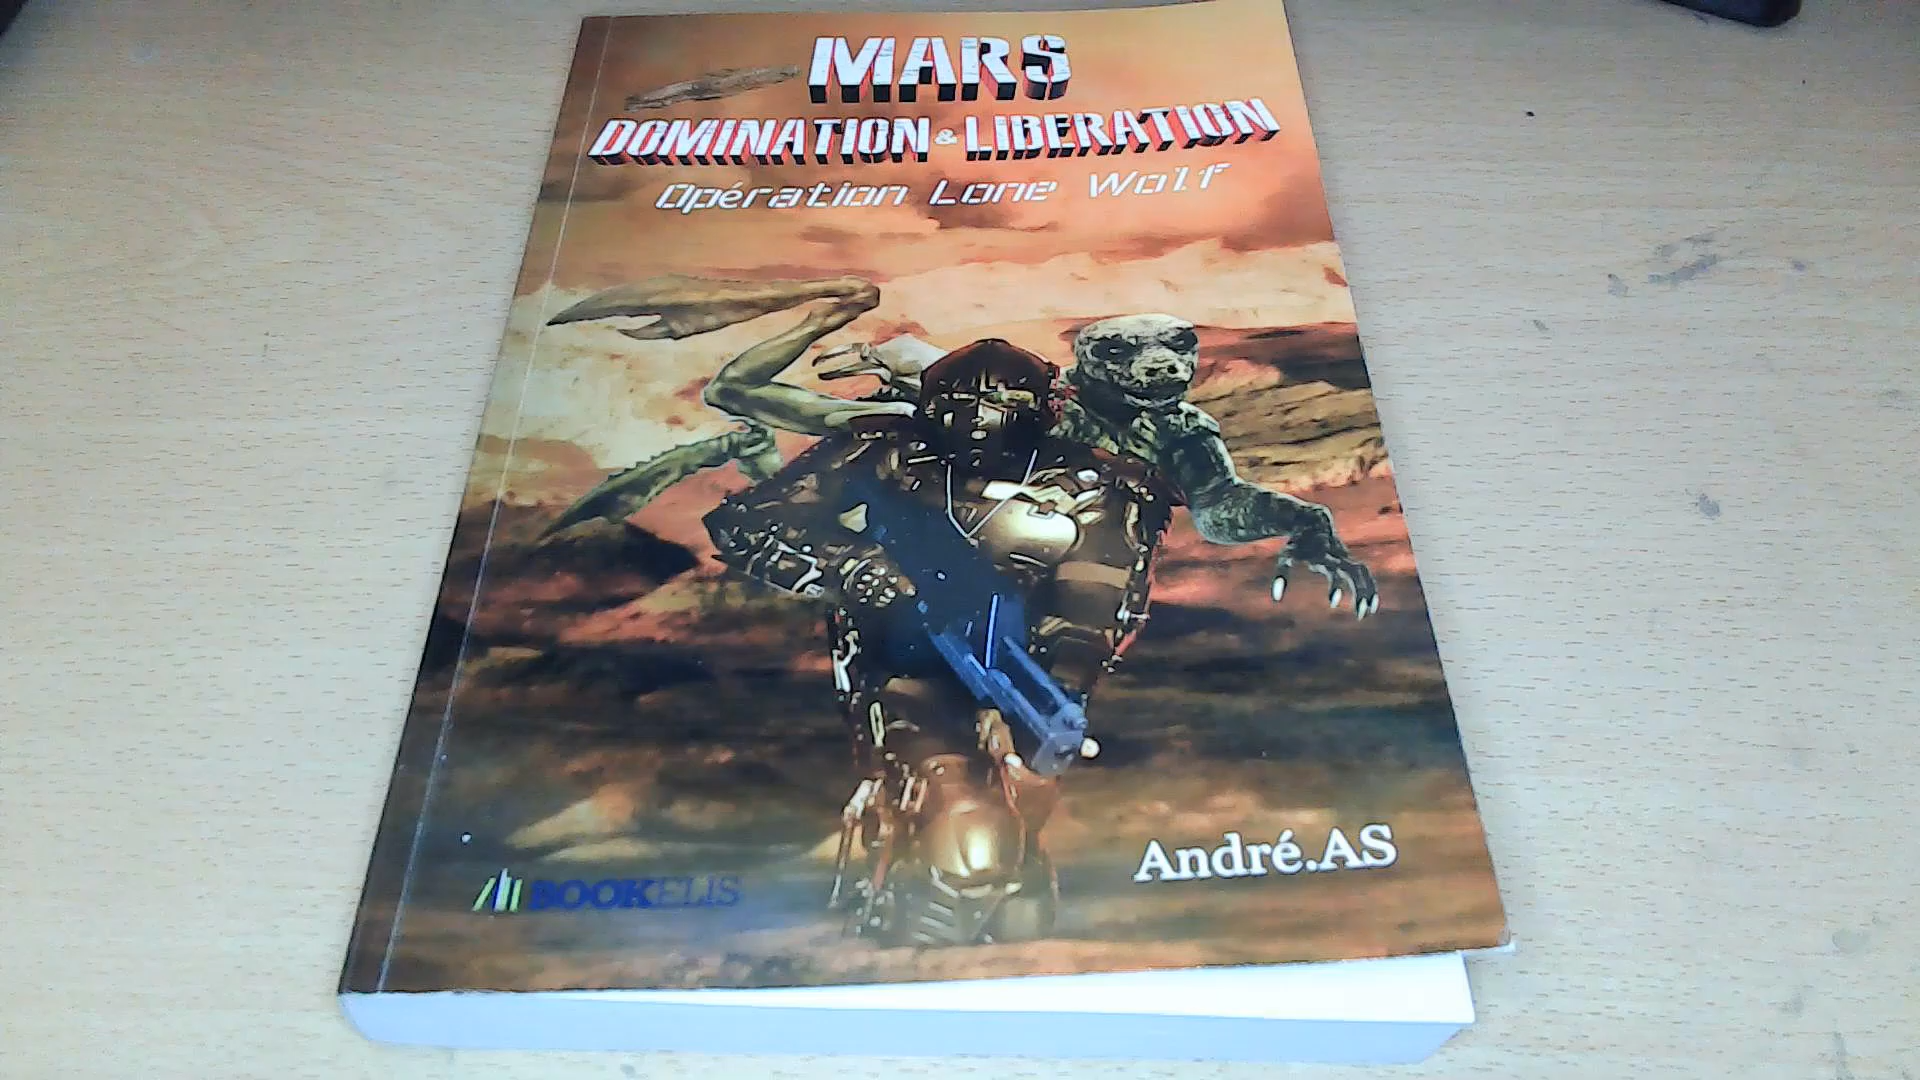 MARS
DOMINATION & LIBERATION
Opération Lone Wolf
André.AS
BOOKELIS